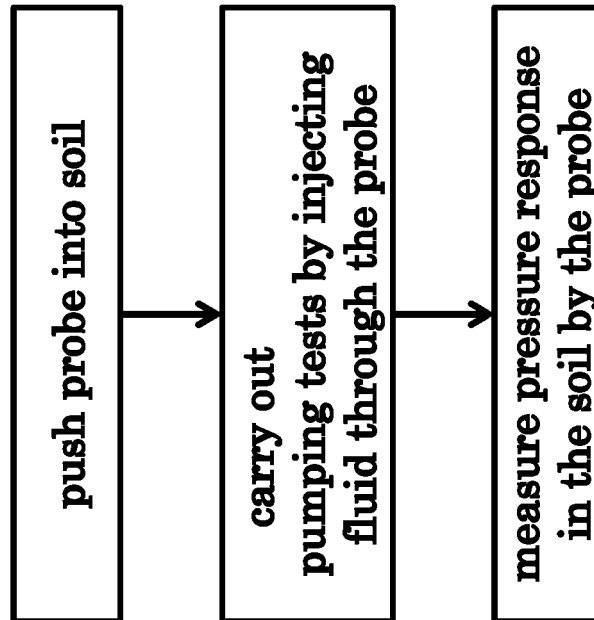 push probe into soil
carry out
pumping tests by injecting
fluid through the probe
measure pressure response
in the soil by the probe